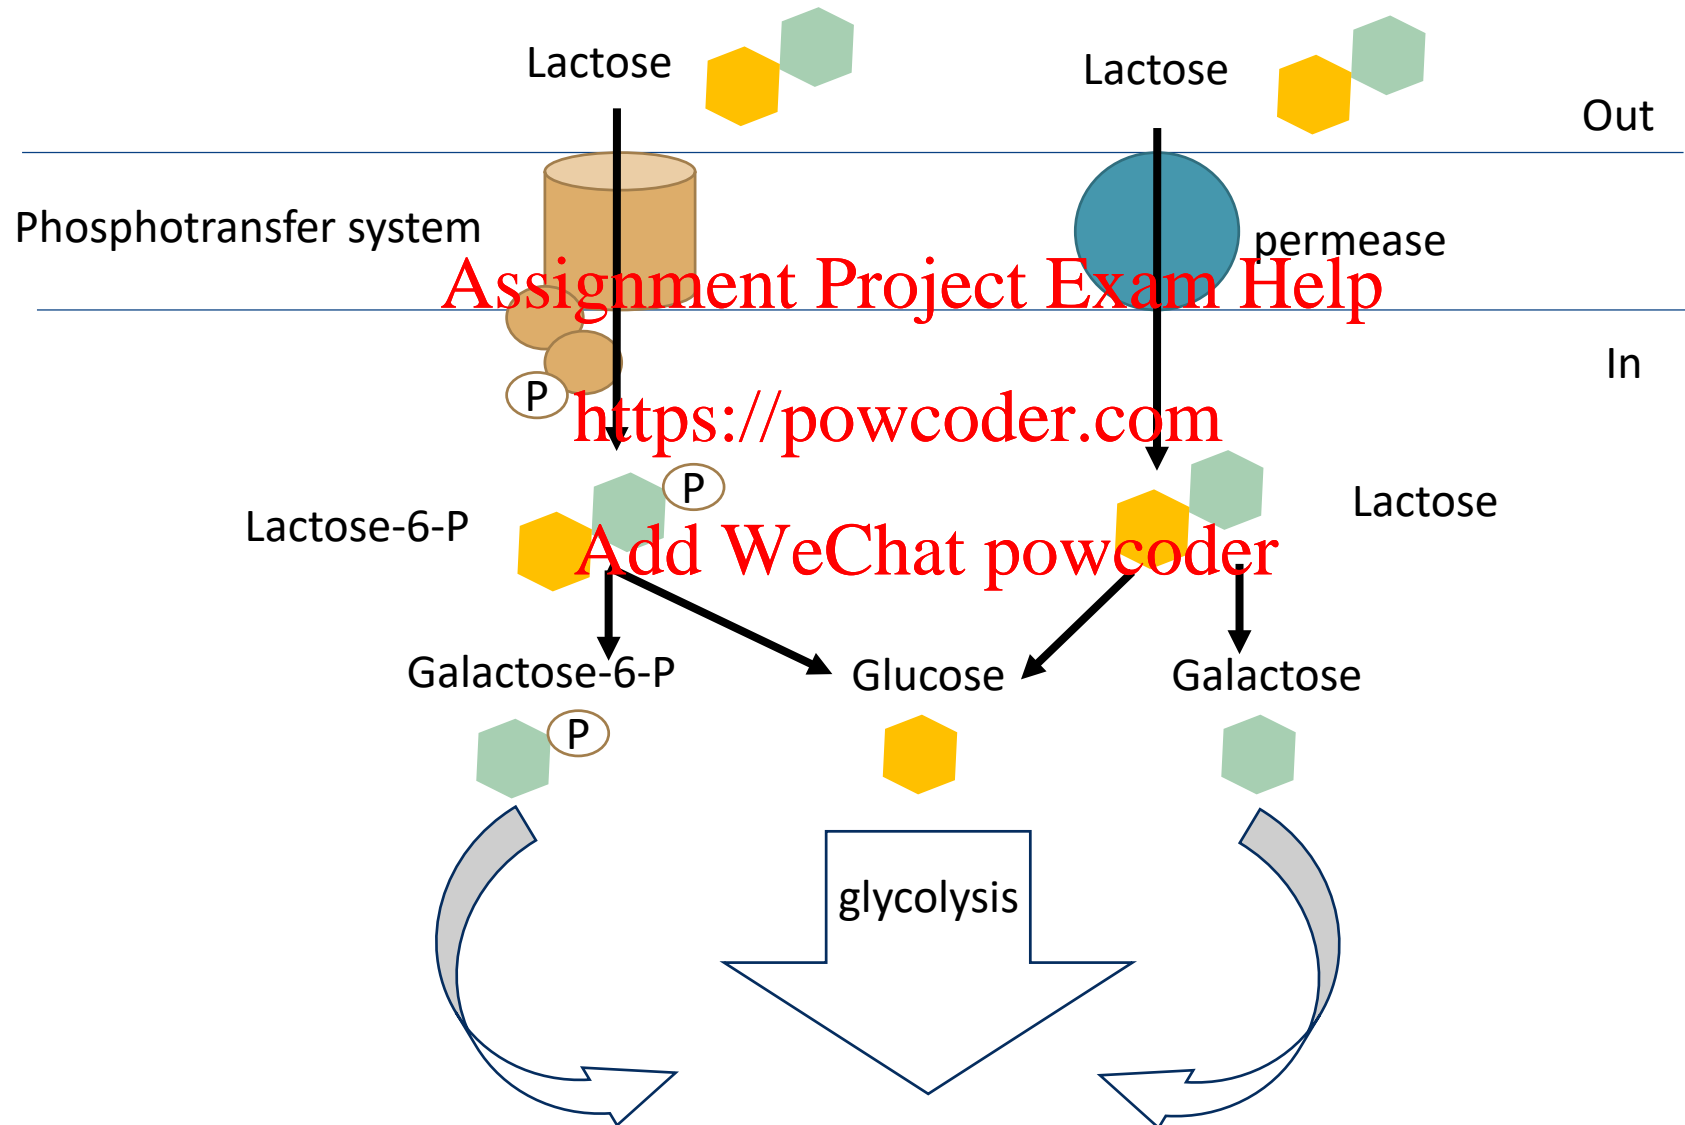 Lactose
Lactose
Out
Phosphotransfer system
permease
Assignment Project Exam Help
In
P
https://powcoder.com
P
Lactose-6-P
Lactose
Add WeChat powcoder
Galactose-6-P
Glucose
Galactose
P
glycolysis